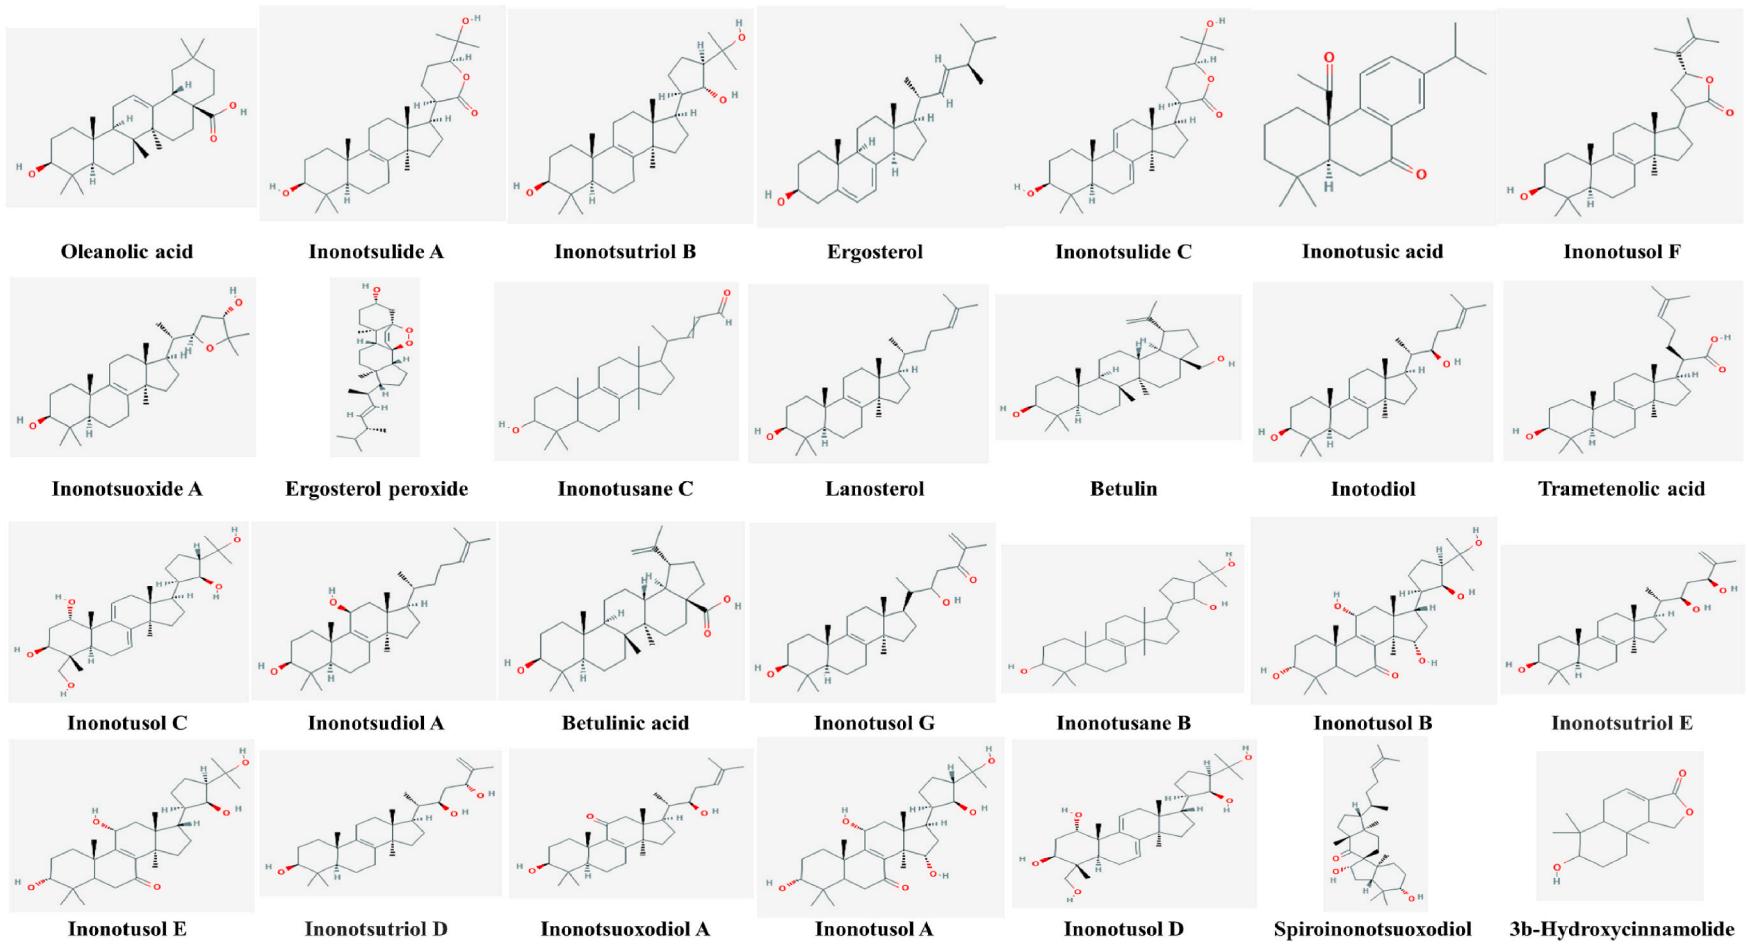 Oleanolic acid
Inonotsulide A
Inonotsutriol B
Ergosterol
Inonotsulide C
Inonotusic acid
Inonotusol F
Inonotsuoxide A
Ergosterol peroxide
Inonotusane C
Lanosterol
Betulin
Inotodiol
Trametenolic acid
Inonotusol C
Inonotsudiol A
Betulinic acid
Inonotusol G
Inonotusane B
Inonotusol B
Inonotsutriol E
Inonotusol E
Inonotsutriol D
Inonotsuoxodiol A
Inonotusol A
Inonotusol D
Spiroinonotsuoxodiol
3b-Hydroxycinnamolide